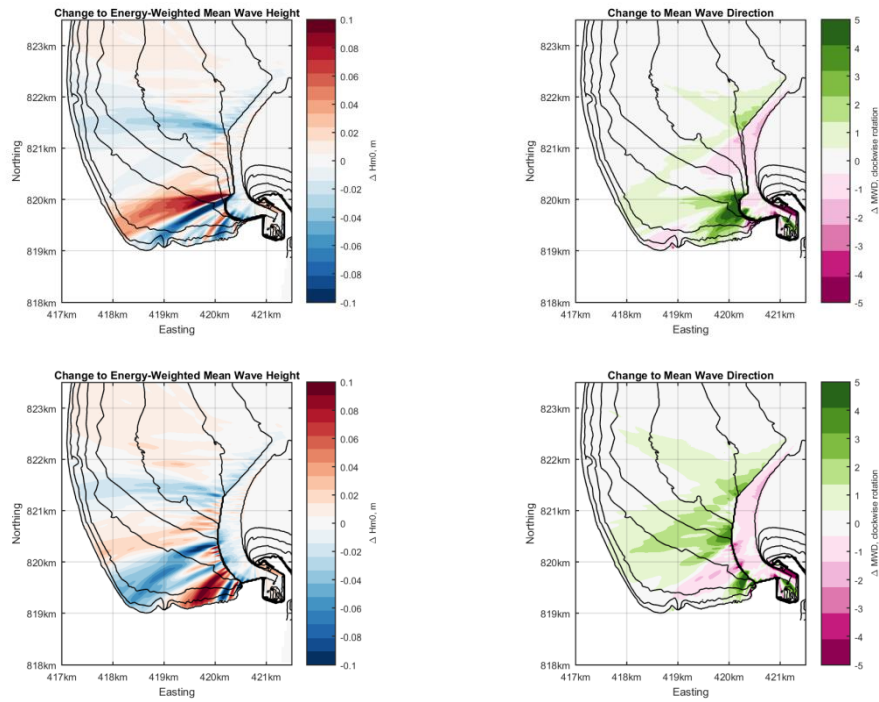 Change to Energy-Weighted Mean Wave Height
823km
822km
821km
820km
819km
818km
Northing
417km 418km 419km 420km 421km
Easting
0.1
0.08
0.06
0.04
0.02
0
-0.02
-0.04
-0.06
-0.08
-0.1
Δ Hm0, m
Change to Mean Wave Direction
823km
822km
821km
820km
819km
818km
Northing
417km 418km 419km 420km 421km
Easting
5
4
3
2
1
0
-1
-2
-3
-4
-5
Δ MWD, clockwise rotation
Change to Energy-Weighted Mean Wave Height
823km
822km
821km
820km
819km
818km
Northing
417km 418km 419km 420km 421km
Easting
0.1
0.08
0.06
0.04
0.02
0
-0.02
-0.04
-0.06
-0.08
-0.1
Δ Hm0, m
Change to Mean Wave Direction
823km
822km
821km
820km
819km
818km
Northing
417km 418km 419km 420km 421km
Easting
5
4
3
2
1
0
-1
-2
-3
-4
-5
Δ MWD, clockwise rotation